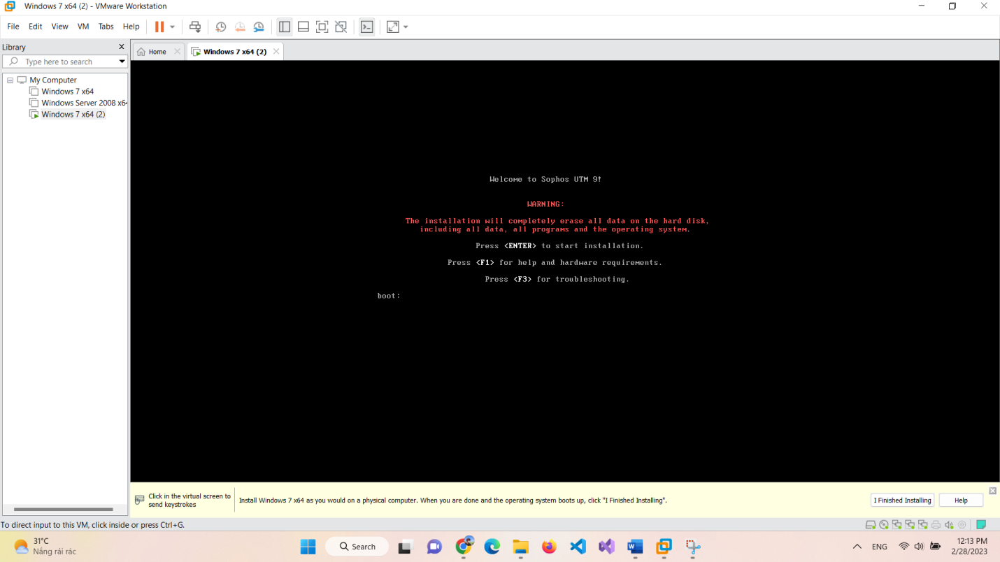 Windows 7 x64 (2) - VMware Workstation
File Edit View VM Tabs Help
Library
Home
Windows 7 x64 (2)
Type here to search
My Computer
Windows 7 x64
Windows Server 2008 x64
Windows 7 x64 (2)
Welcome to Sophos UTM 9!
WARNING:
The installation will completely erase all data on the hard disk,
including all data, all programs and the operating system.
Press <ENTER> to start installation.
Press <F1> for help and hardware requirements.
Press <F3> for troubleshooting.
boot:
Click in the virtual screen to
send keystrokes
Install Windows 7 x64 as you would on a physical computer. When you are done and the operating system boots up, click "I Finished Installing".
I Finished Installing
Help
To direct input to this VM, click inside or press Ctrl+G.
31°C
Nắng rải rác
Search
ENG
12:13 PM
2/28/2023